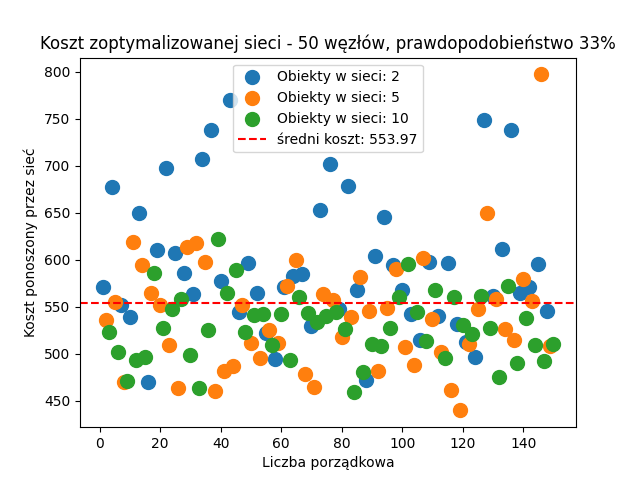 Koszt zoptymalizowanej sieci - 50 węzłów, prawdopodobieństwo 33%
Obiekty w sieci: 2
Obiekty w sieci: 5
Obiekty w sieci: 10
średni koszt: 553.97
Koszt ponoszony przez sieć
800
750
700
650
600
550
500
450
0 20 40 60 80 100 120 140
Liczba porządkowa